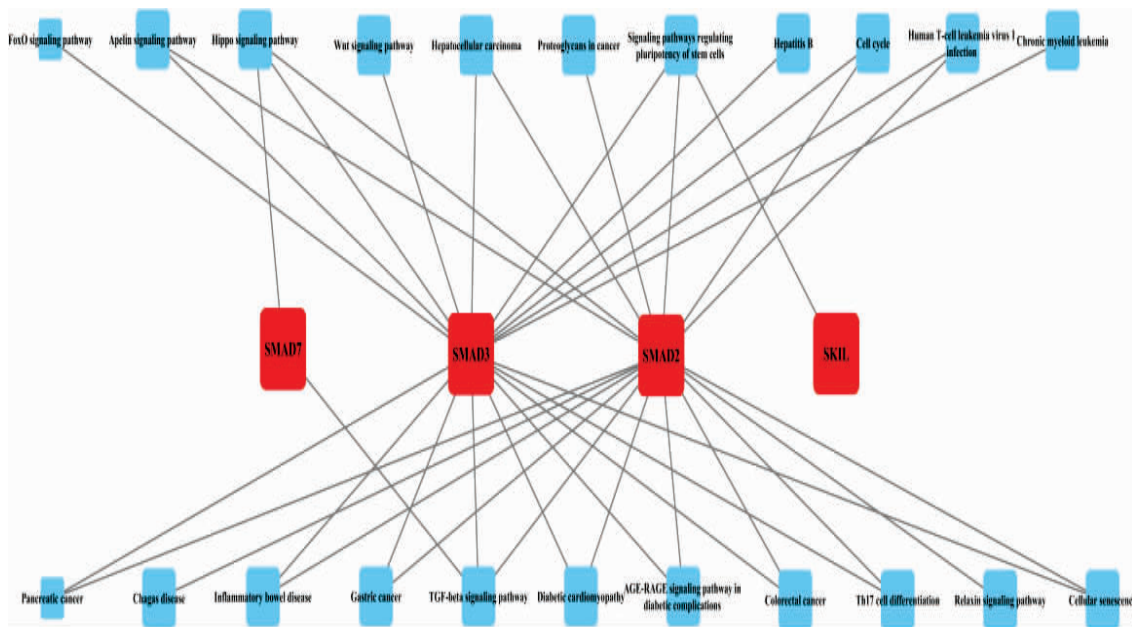 FoxO signaling pathway
Apelin signaling pathway
Hippo signaling pathway
Wnt signaling pathway
Hepatocellular carcinoma
Proteoglycans in cancer
Signaling pathways regulating
pluripotency of stem cells
Hepatitis B
Cell cycle
Human T-cell leukemia virus 1
infection
Chronic myeloid leukemia
SMAD7
SMAD3
SMAD2
SKIL
Pancreatic cancer
Chagas disease
Inflammatory bowel disease
Gastric cancer
TGF-beta signaling pathway
Diabetic cardiomyopathy
AGE-RAGE signaling pathway in
diabetic complications
Colorectal cancer
Th17 cell differentiation
Relaxin signaling pathway
Cellular senescenc